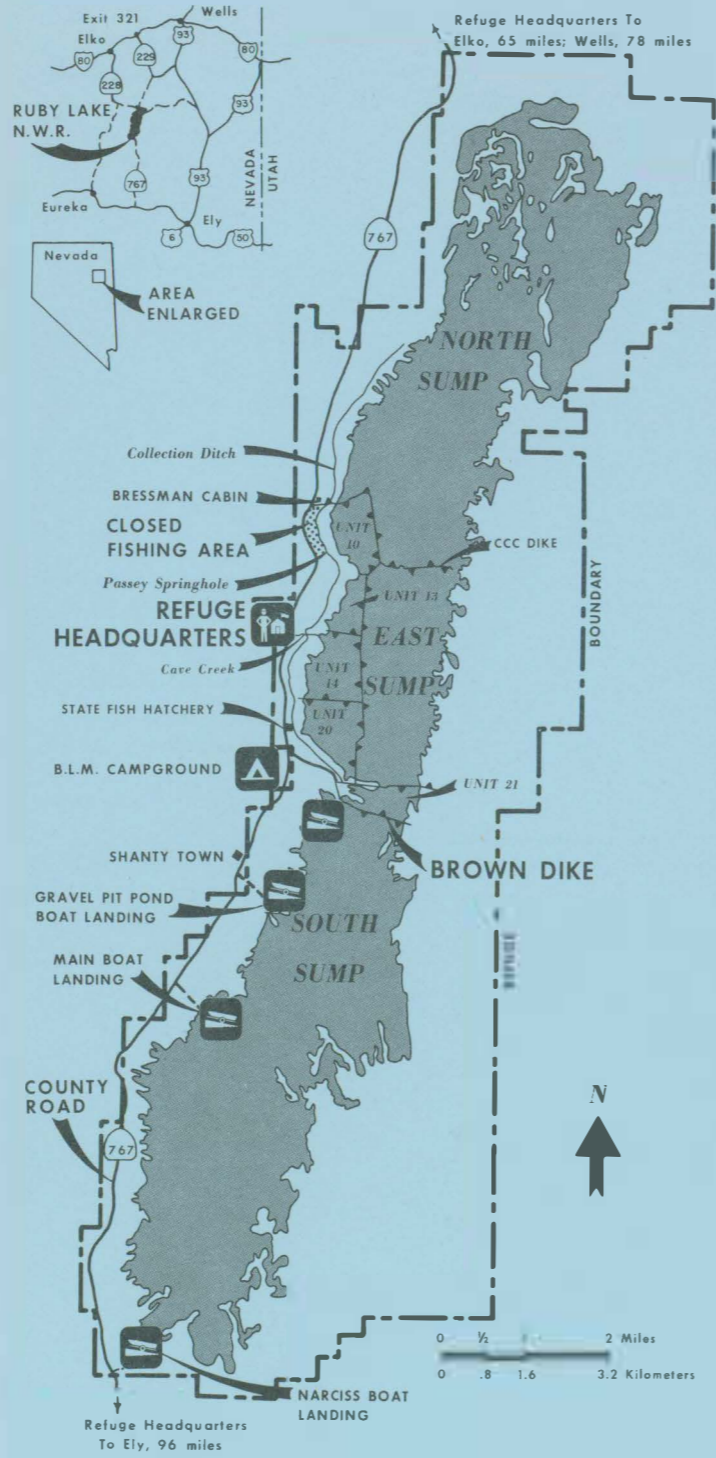 Exit 321
Wells
Elko
93
80
229
80
228
93
RUBY LAKE
N.W.R.
767
93
NEVADA
UTAH
Eureka
Ely
6
50
Nevada
AREA
ENLARGED
Refuge Headquarters To
Elko, 65 miles; Wells, 78 miles
767
NORTH
SUMP
Collection Ditch
BRESSMAN CABIN
CLOSED
FISHING AREA
UNIT
10
CCC DIKE
Passey Springhole
UNIT 13
BOUNDARY
REFUGE
HEADQUARTERS
EAST
SUMP
Cave Creek
UNIT
14
STATE FISH HATCHERY
UNIT
20
B.L.M. CAMPGROUND
UNIT 21
SHANTY TOWN
BROWN DIKE
GRAVEL PIT POND
BOAT LANDING
SOUTH
SUMP
REFUGE
MAIN BOAT
LANDING
COUNTY
ROAD
N
767
0 ½ 2 Miles
0 .8 1.6 3.2 Kilometers
NARCISS BOAT
LANDING
Refuge Headquarters
To Ely, 96 miles